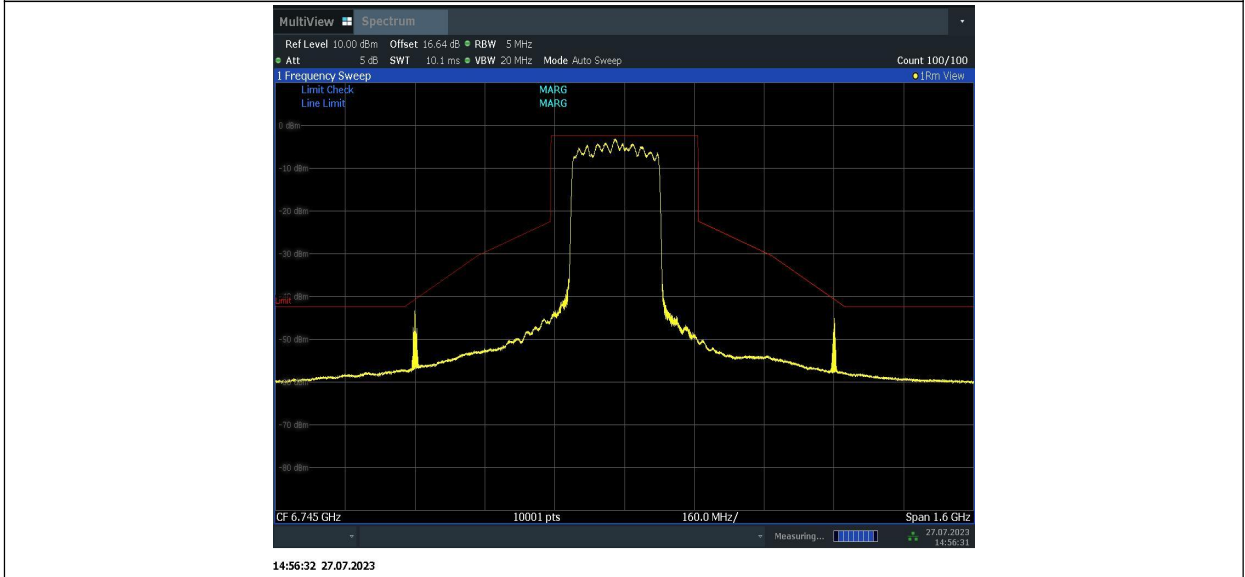 MultiView Spectrum
Ref Level 10.00 dBm Offset 16.64 dB RBW 5 MHz
Att 5 dB SWT 10.1 ms VBW 20 MHz Mode Auto Sweep Count 100/100
1 Frequency Sweep 1Rm View
Limit Check MARG
Line Limit MARG
0 dBm
-10 dBm
-20 dBm
-30 dBm
Limit
-50 dBm
-70 dBm
-80 dBm
CF 6.745 GHz 10001 pts 160.0 MHz/ Span 1.6 GHz
Measuring... 27.07.2023
14:56:31
14:56:32 27.07.2023